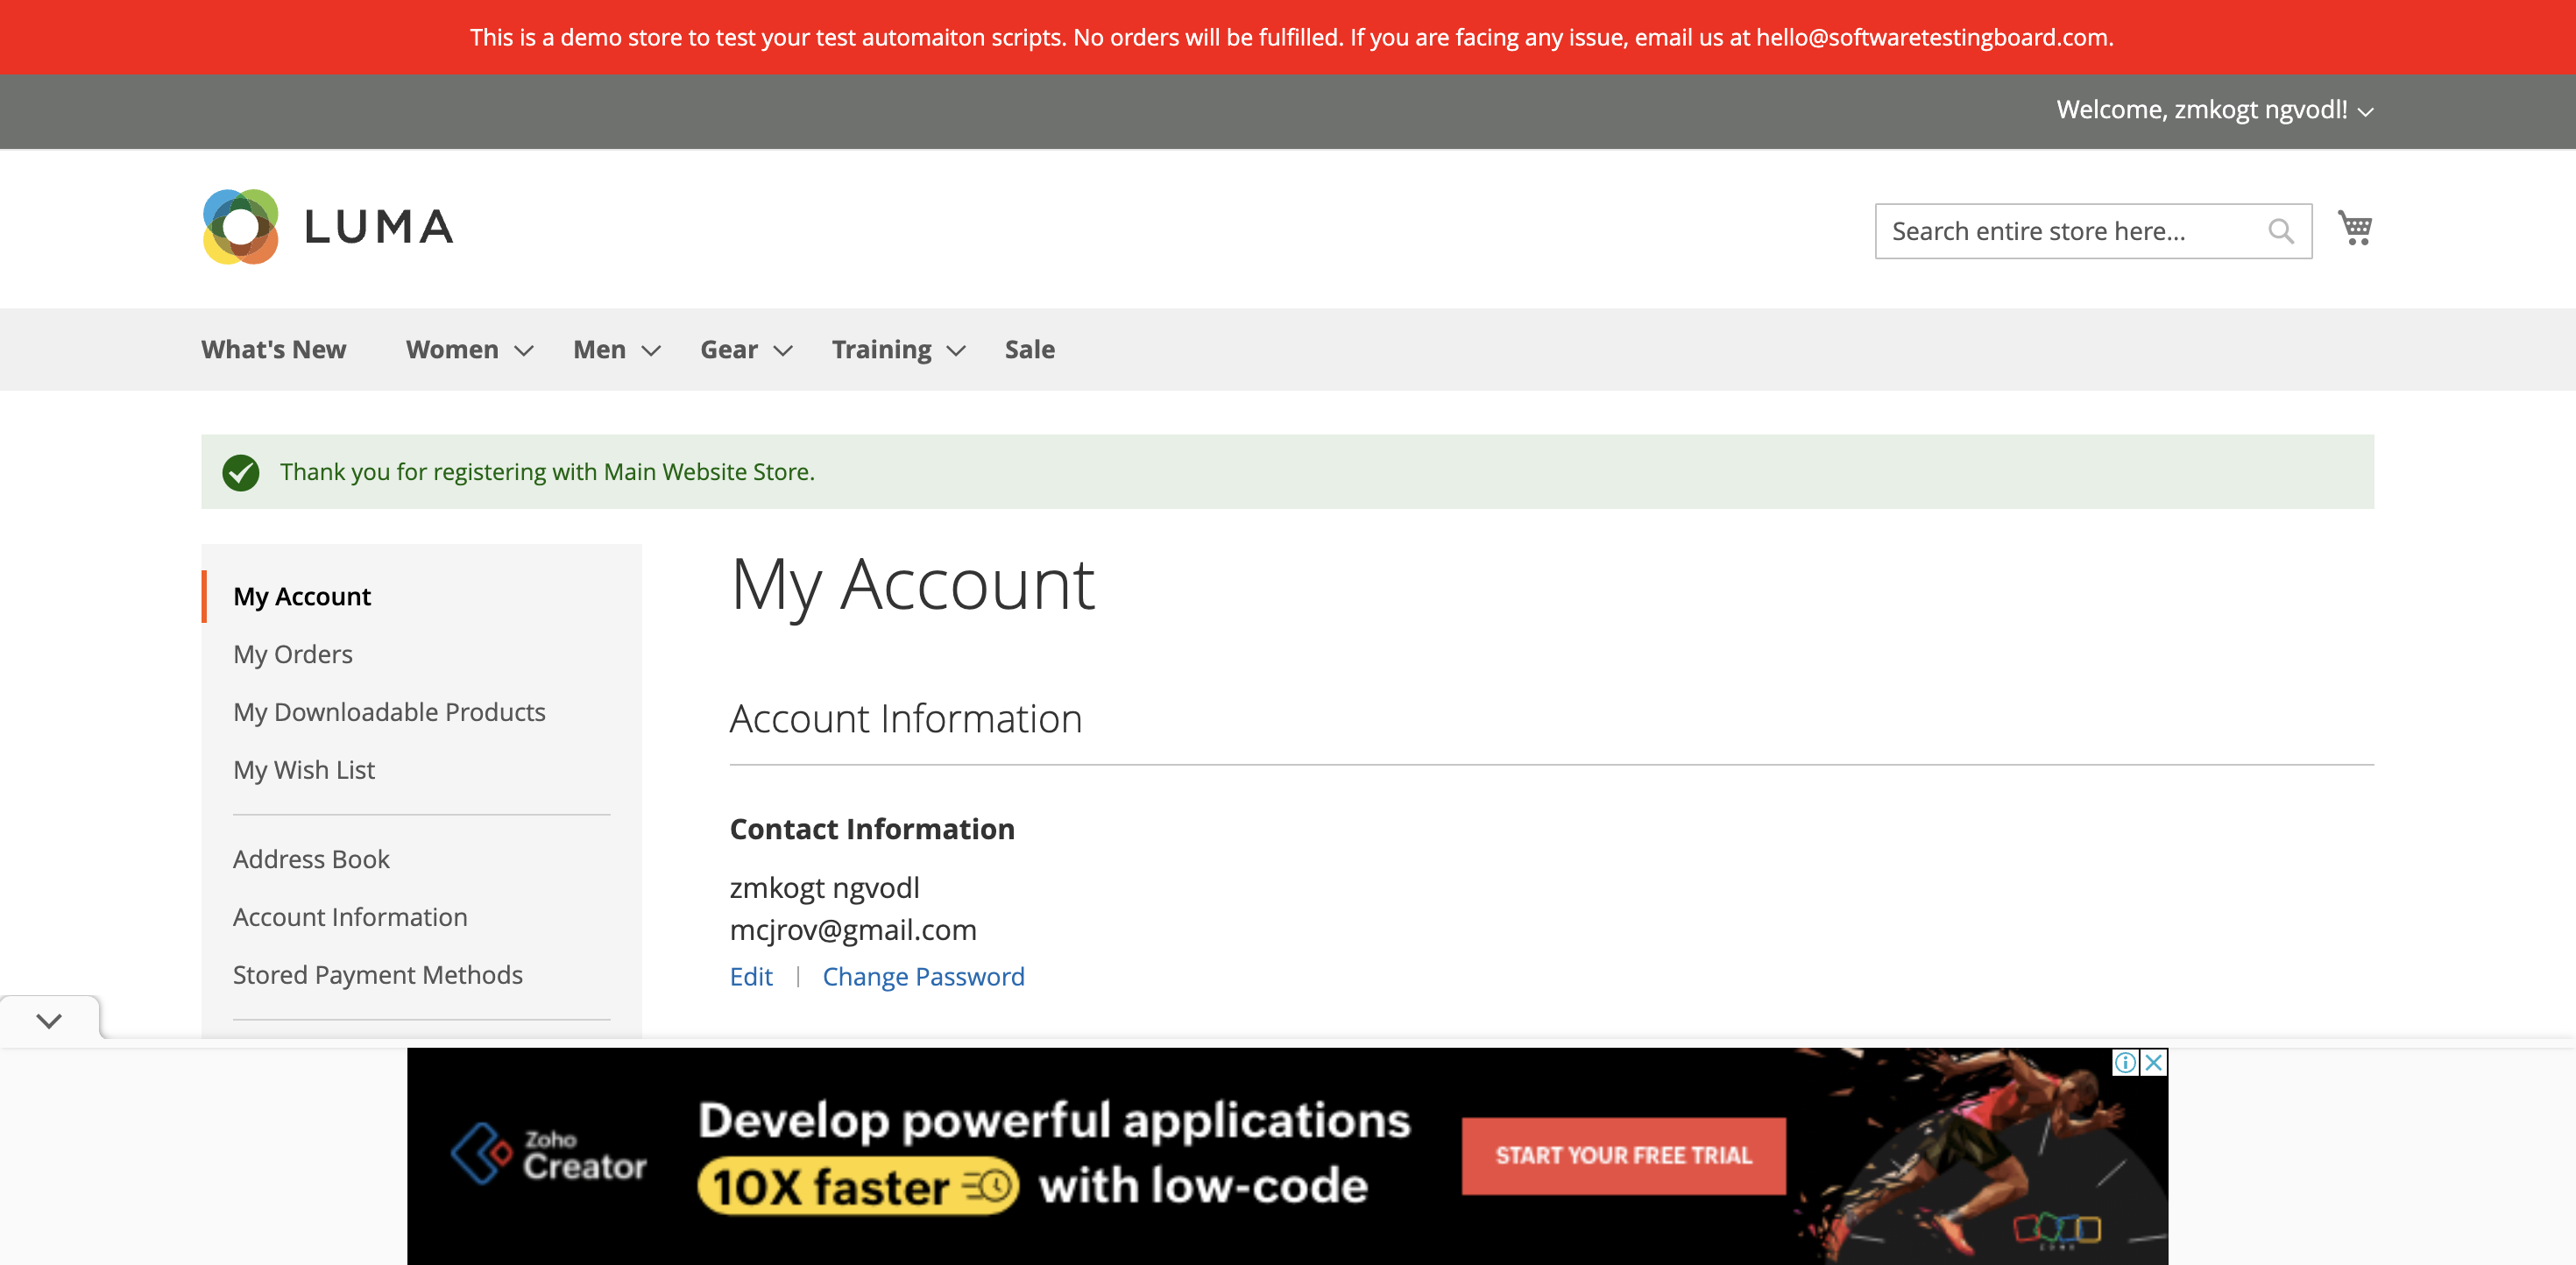 This is a demo store to test your test automaiton scripts. No orders will be fulfilled. If you are facing any issue, email us at hello@softwaretestingboard.com.
Welcome, zmkogt ngvodl!
LUMA
Search entire store here...
What's New Women Men Gear Training Sale
Thank you for registering with Main Website Store.
My Account
My Orders
My Downloadable Products
My Wish List
Address Book
Account Information
Stored Payment Methods
My Account
Account Information
Contact Information
zmkogt ngvodl
mcjrov@gmail.com
Edit | Change Password
Zoho
Creator
Develop powerful applications
10X faster with low-code
START YOUR FREE TRIAL